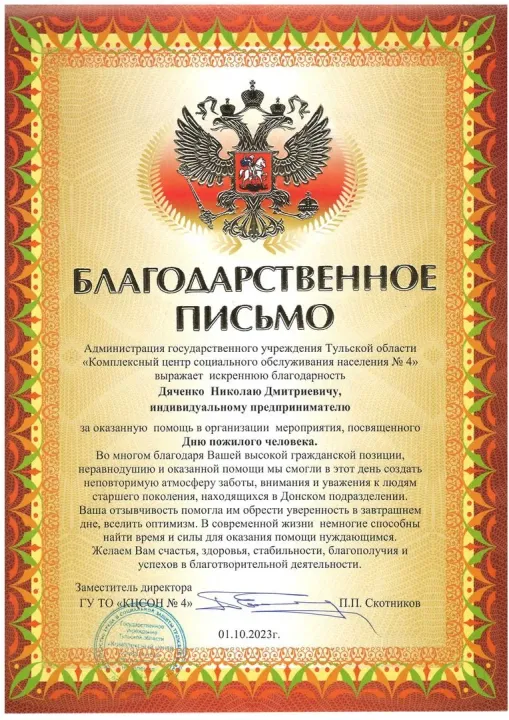 БЛАГОДАРСТВЕННОЕ
ПИСЬМО
Администрация государственного учреждения Тульской области
«Комплексный центр социального обслуживания населения № 4»
выражает искреннюю благодарность
Дяченко Николаю Дмитриевичу,
индивидуальному предпринимателю
за оказанную помощь в организации мероприятия, посвященного
Дню пожилого человека.
Во многом благодаря Вашей высокой гражданской позиции,
неравнодушию и оказанной помощи мы смогли в этот день создать
неповторимую атмосферу заботы, внимания и уважения к людям
старшего поколения, находящихся в Донском подразделении.
Ваша отзывчивость помогла им обрести уверенность в завтрашнем
дне, вселить оптимизм. В современной жизни немногие способны
найти время и силы для оказания помощи нуждающимся.
Желаем Вам счастья, здоровья, стабильности, благополучия и
успехов в благотворительной деятельности.
Заместитель директора
ГУ ТО «КЦСОН № 4» П.П. Скотников
Государственное
учреждение
Тульской области
01.10.2023г.